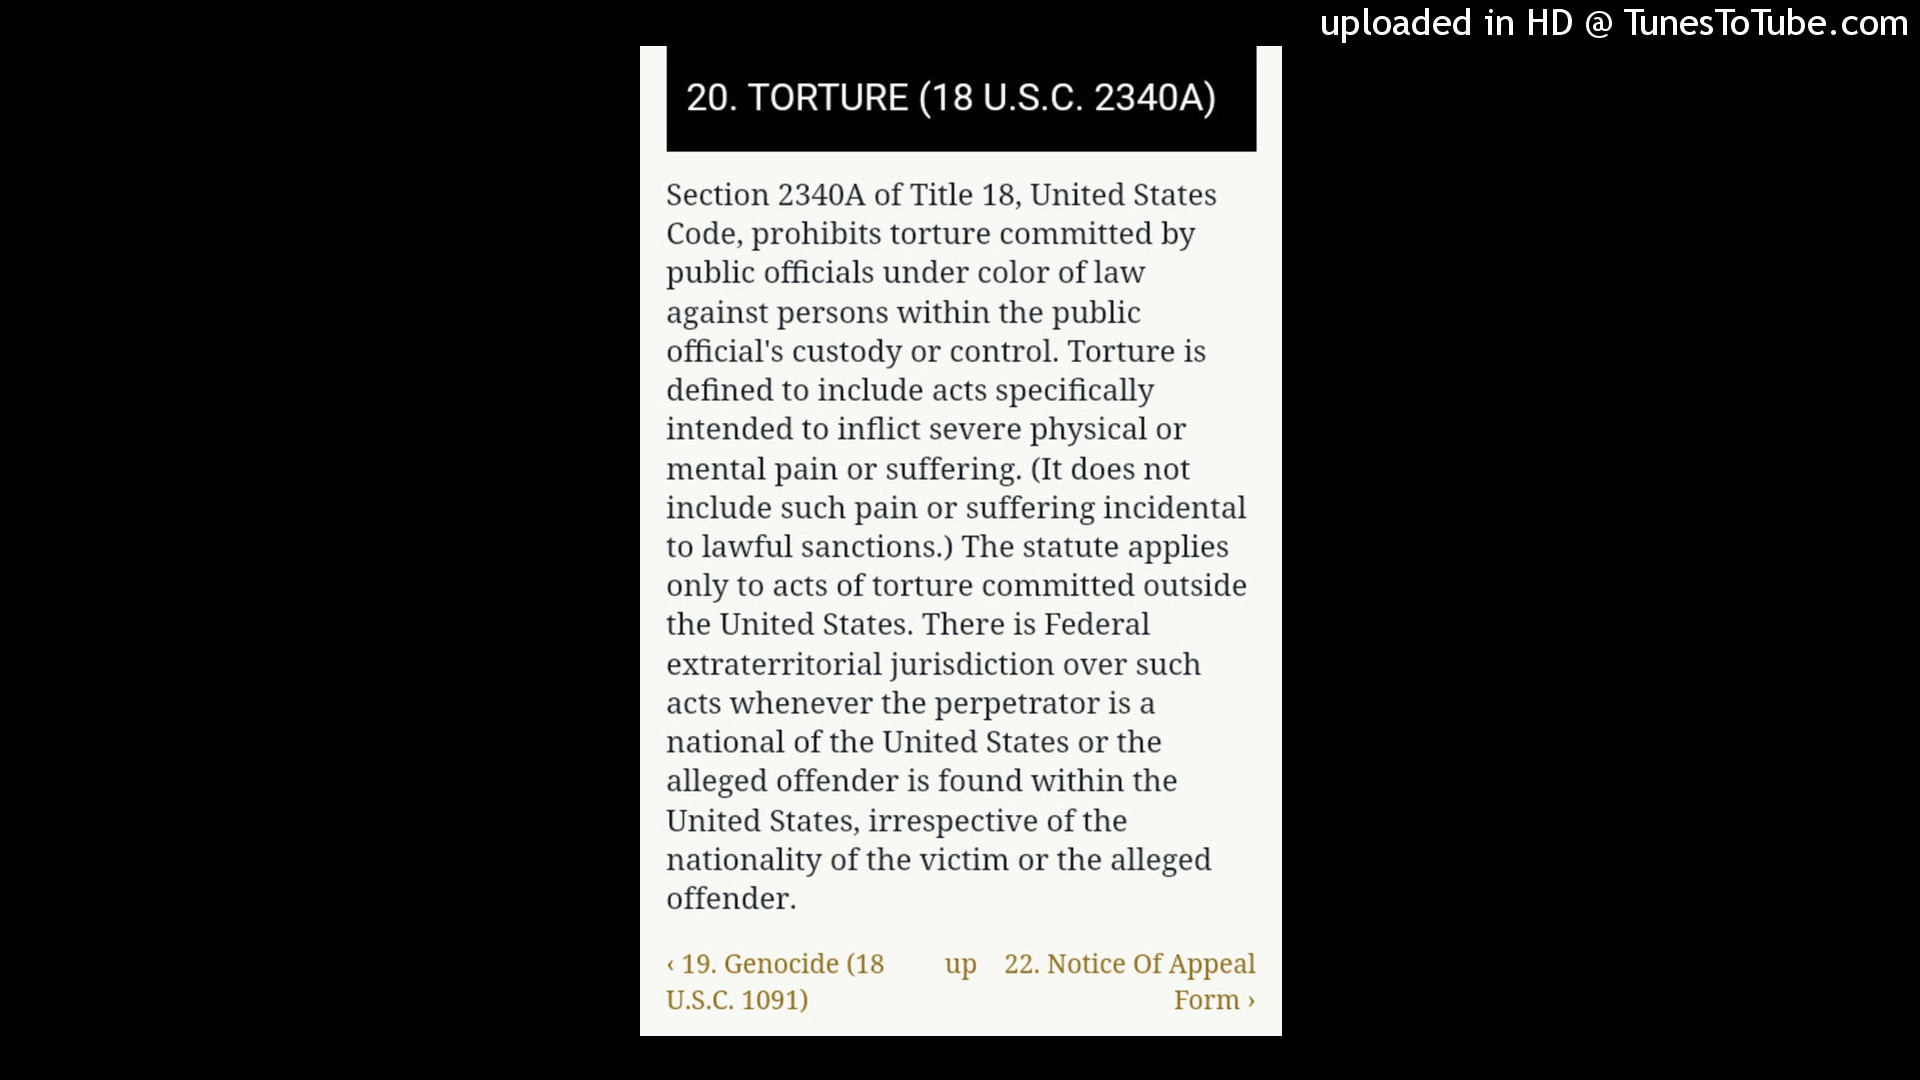 uploaded in HD @ TunesToTube.com
20. TORTURE (18 U.S.C. 2340A)
Section 2340A of Title 18, United States
Code, prohibits torture committed by
public officials under color of law
against persons within the public
official's custody or control. Torture is
defined to include acts specifically
intended to inflict severe physical or
mental pain or suffering. (It does not
include such pain or suffering incidental
to lawful sanctions.) The statute applies
only to acts of torture committed outside
the United States. There is Federal
extraterritorial jurisdiction over such
acts whenever the perpetrator is a
national of the United States or the
alleged offender is found within the
United States, irrespective of the
nationality of the victim or the alleged
offender.
‹ 19. Genocide (18 up 22. Notice Of Appeal
U.S.C. 1091) Form ›